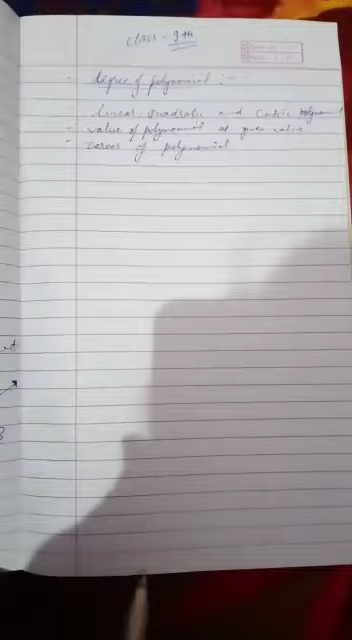 Class - 9th
- degree of polynomial :-
linear, quadratic and Cubic polynomial
- value of polynomial at given value
- zeroes of polynomial